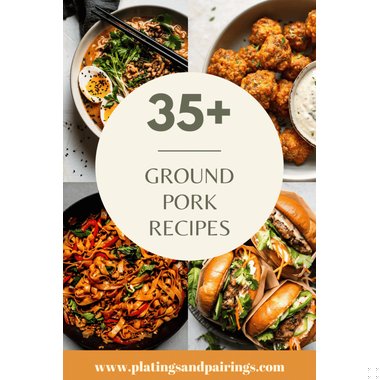 35+
GROUND
PORK
RECIPES
www.platingsandpairings.com